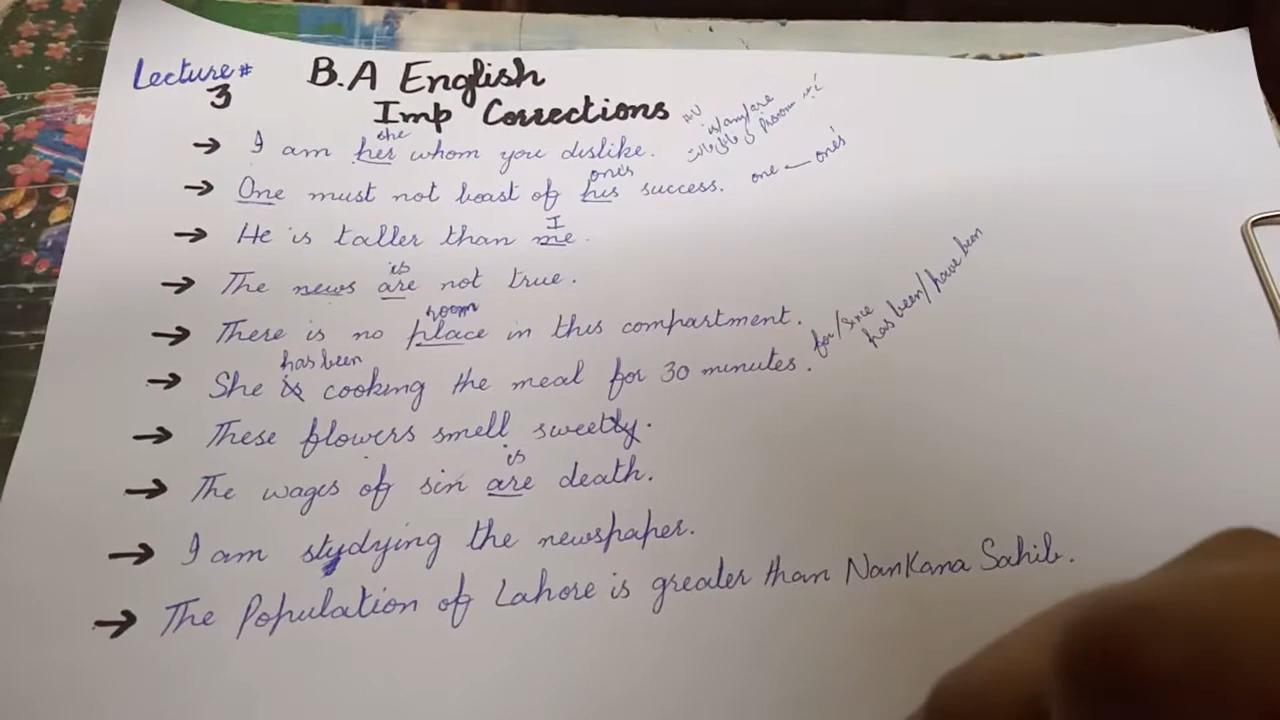 Lecture # B.A English
3 Imp Corrections
she
→ I am her whom you dislike. HV is/am/are
→ One must not boast of his success. one — one's
one's
I
→ He is taller than me.
is
→ The news are not true.
room
→ There is no place in this compartment. for/since
has been has been/have been
→ She is cooking the meal for 30 minutes.
→ These flowers smell sweetly.
is
→ The wages of sin are death.
→ I am studying the newspaper.
→ The Population of Lahore is greater than Nankana Sahib.